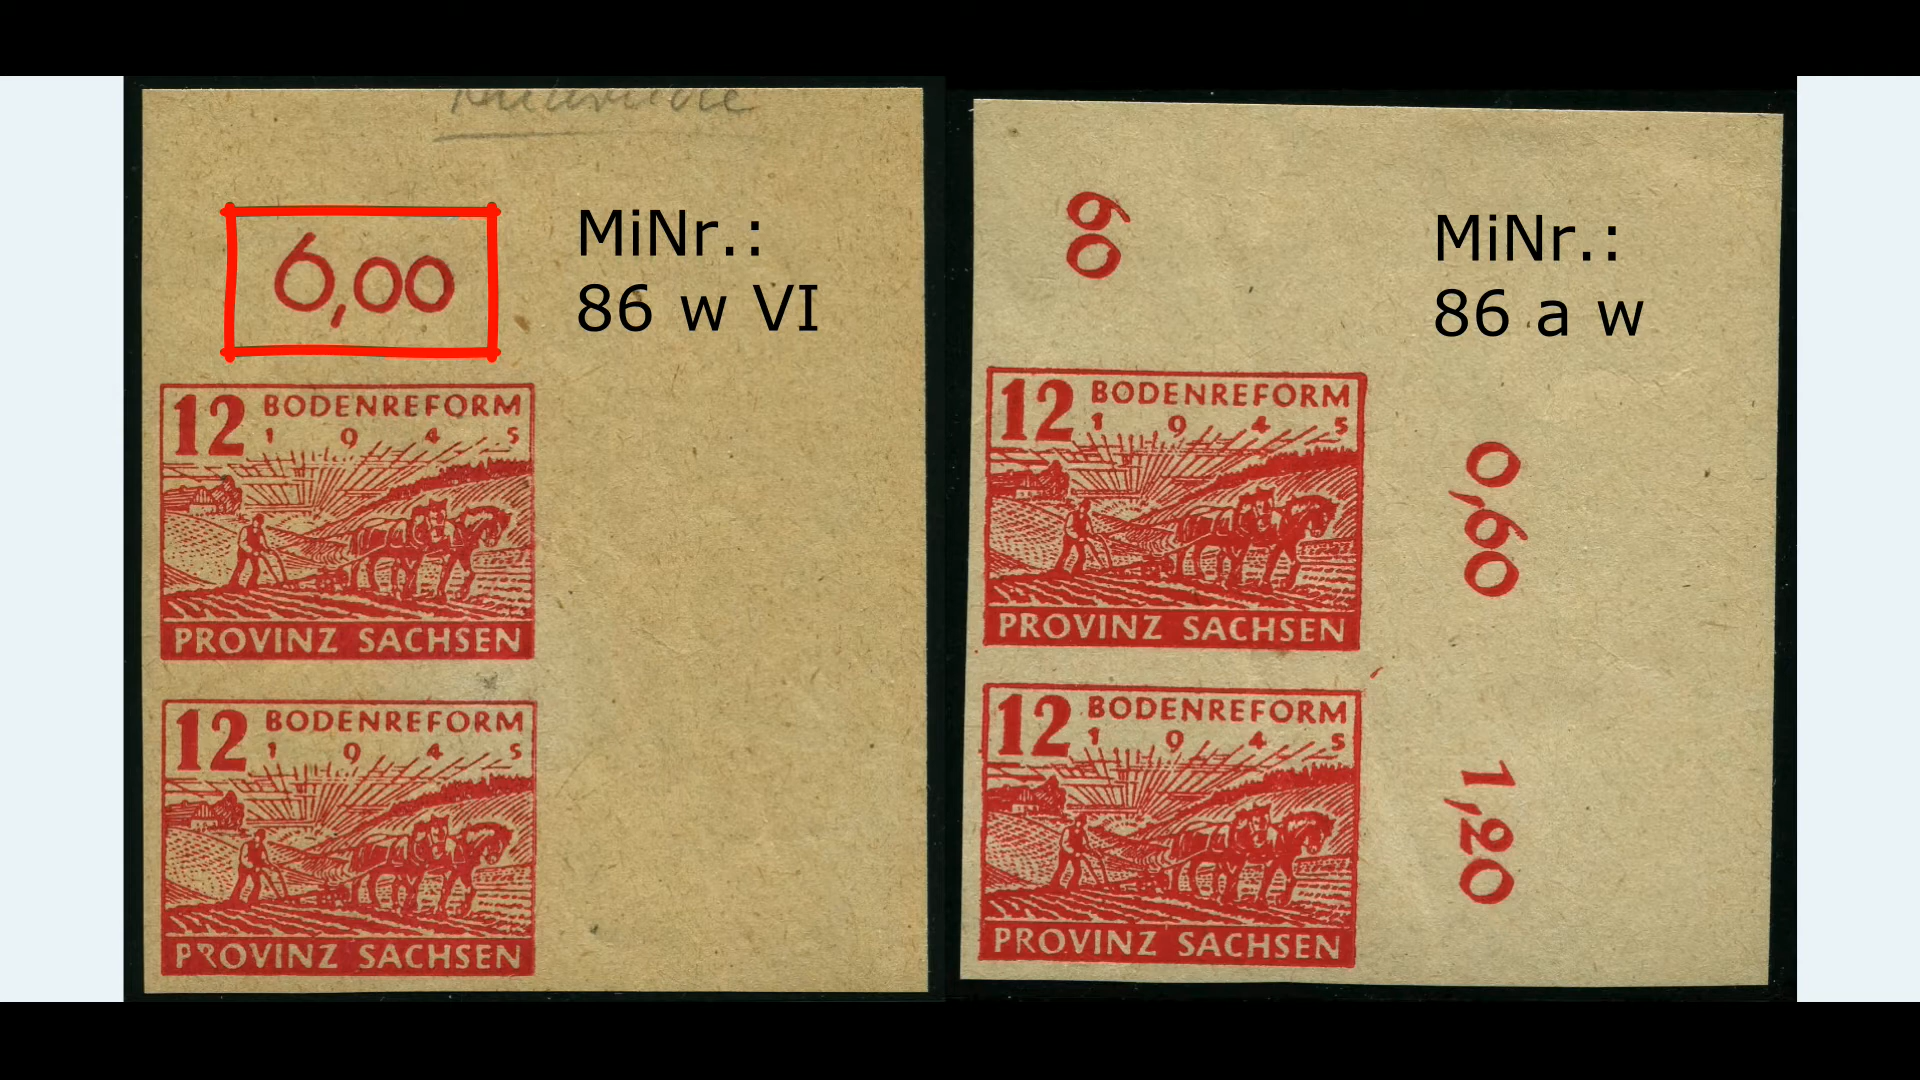 6,00
MiNr.:
86 w VI
12 BODENREFORM
1 9 4 5
PROVINZ SACHSEN
12 BODENREFORM
1 9 4 5
PROVINZ SACHSEN
60
MiNr.:
86 a w
12 BODENREFORM
1 9 4 5
PROVINZ SACHSEN
0,60
12 BODENREFORM
1 9 4 5
PROVINZ SACHSEN
1,20